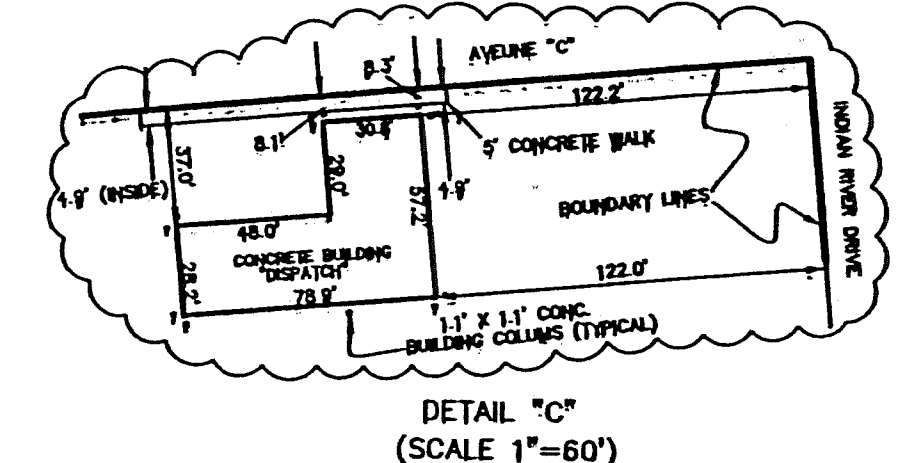 AVEUNE "C"
8.3'
122.2'
30.8'
8.1'
5' CONCRETE WALK
37.0'
29.0'
4.9' (INSIDE)
57.2'
4.9'
BOUNDARY LINES
INDIAN RIVER DRIVE
48.0'
CONCRETE BUILDING
"DISPATCH"
28.2'
78.9'
122.0'
1.1' X 1.1' CONC.
BUILDING COLUMS (TYPICAL)
DETAIL "C"
(SCALE 1"=60')